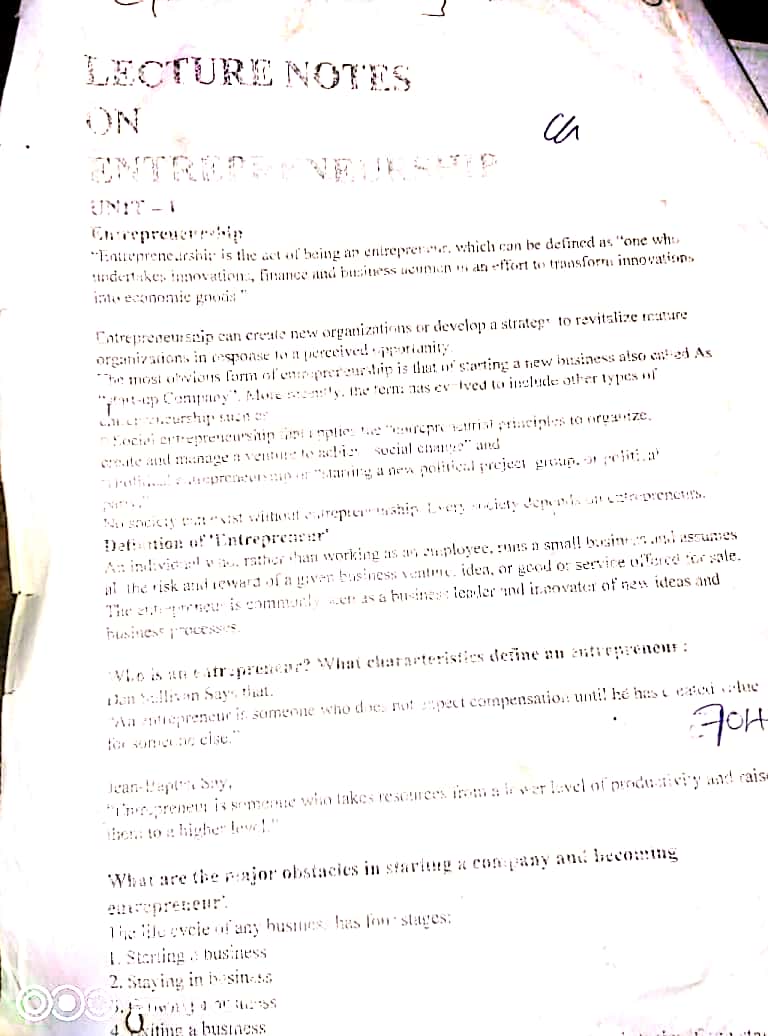 LECTURE NOTES
ON
ENTREPRENEURSHIP
UNIT – 1
Entrepreneurship
"Entrepreneurship is the act of being an entrepreneur, which can be defined as "one who
undertakes innovations, finance and business acumen in an effort to transform innovations
into economic goods."
Entrepreneurship can create new organizations or develop a strategy to revitalize mature
organizations in response to a perceived opportunity.
The most obvious form of entrepreneurship is that of starting a new business also called As
"start-up Company". More recently, the term has evolved to include other types of
entrepreneurship such as
Social entrepreneurship that applies the "entrepreneurial principles to organize,
create and manage a venture to achieve social change" and
entrepreneurship or "starting a new political project group, or political
party."
No society can exist without entrepreneurship. Every society depends on entrepreneurs.
Definition of 'Entrepreneur'
An individual who, rather than working as an employee, runs a small business and assumes
all the risk and reward of a given business venture, idea, or good or service offered for sale.
The entrepreneur is commonly seen as a business leader and innovator of new ideas and
business processes.
Who is an entrepreneur? What characteristics define an entrepreneur :
Dan Sullivan Says that,
"An entrepreneur is someone who does not expect compensation until he has created value
for someone else."
Jean-Baptist Say,
"Entrepreneur is someone who takes resources from a lower level of productivity and raise
them to a higher level."
What are the major obstacles in starting a company and becoming
entrepreneur'.
The life cycle of any business has four stages:
1. Starting a business
2. Staying in business
3. Growing a business
4. Exiting a business